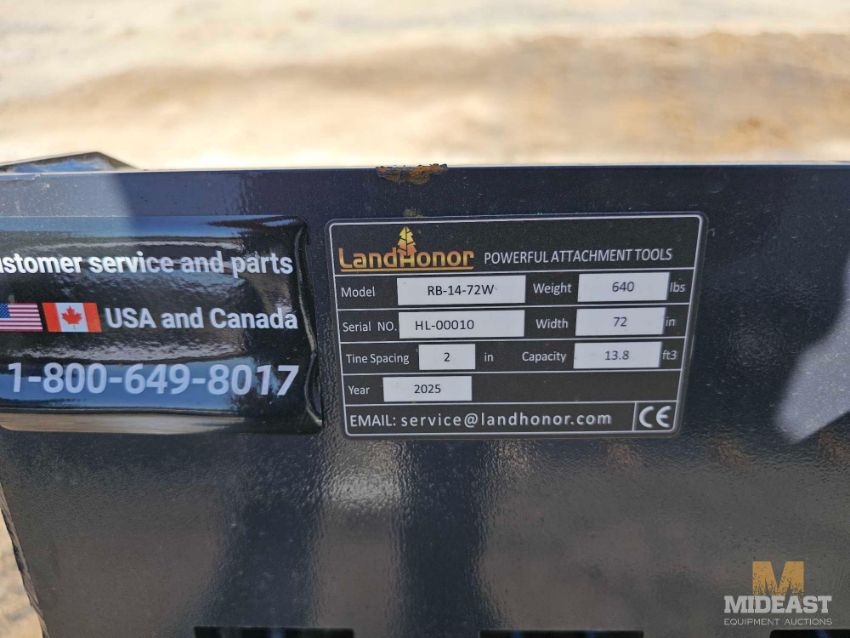 ustomer service and parts
USA and Canada
1-800-649-8017
LandHonor POWERFUL ATTACHMENT TOOLS
Model RB-14-72W Weight 640 lbs
Serial NO. HL-00010 Width 72 in
Tine Spacing 2 in Capacity 13.8 ft3
Year 2025
EMAIL: service@landhonor.com CE
M
MIDEAST
EQUIPMENT AUCTIONS